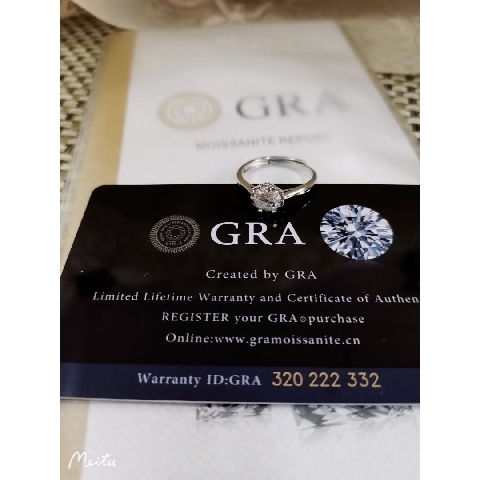 GRA
MOISSANITE REPORT
GRA
GRA
Created by GRA
Limited Lifetime Warranty and Certificate of Authen
REGISTER your GRA purchase
Online:www.gramoissanite.cn
Warranty ID:GRA 320 222 332
Meitu